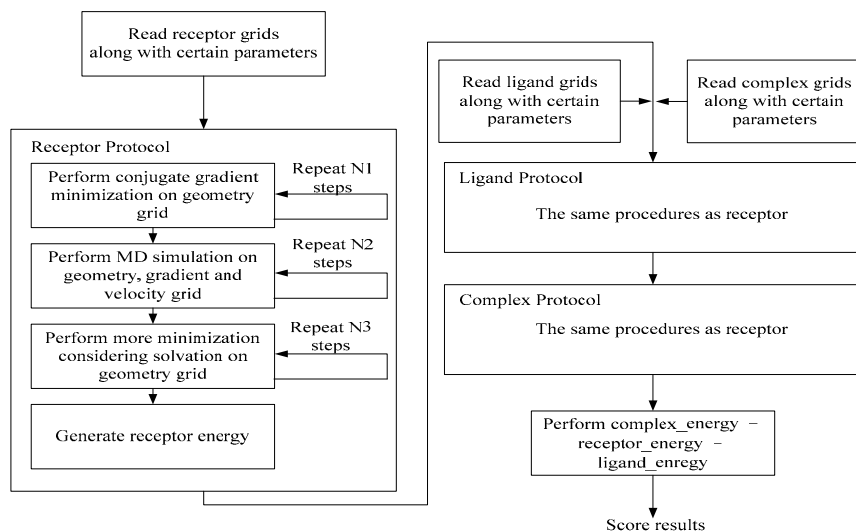 Read receptor grids
along with certain parameters
Receptor Protocol
Perform conjugate gradient
minimization on geometry
grid
Repeat N1
steps
Perform MD simulation on
geometry, gradient and
velocity grid
Repeat N2
steps
Perform more minimization
considering solvation on
geometry grid
Repeat N3
steps
Generate receptor energy
Read ligand grids
along with certain
parameters
Read complex grids
along with certain
parameters
Ligand Protocol
The same procedures as receptor
Complex Protocol
The same procedures as receptor
Perform complex_energy –
receptor_energy –
ligand_enregy
Score results